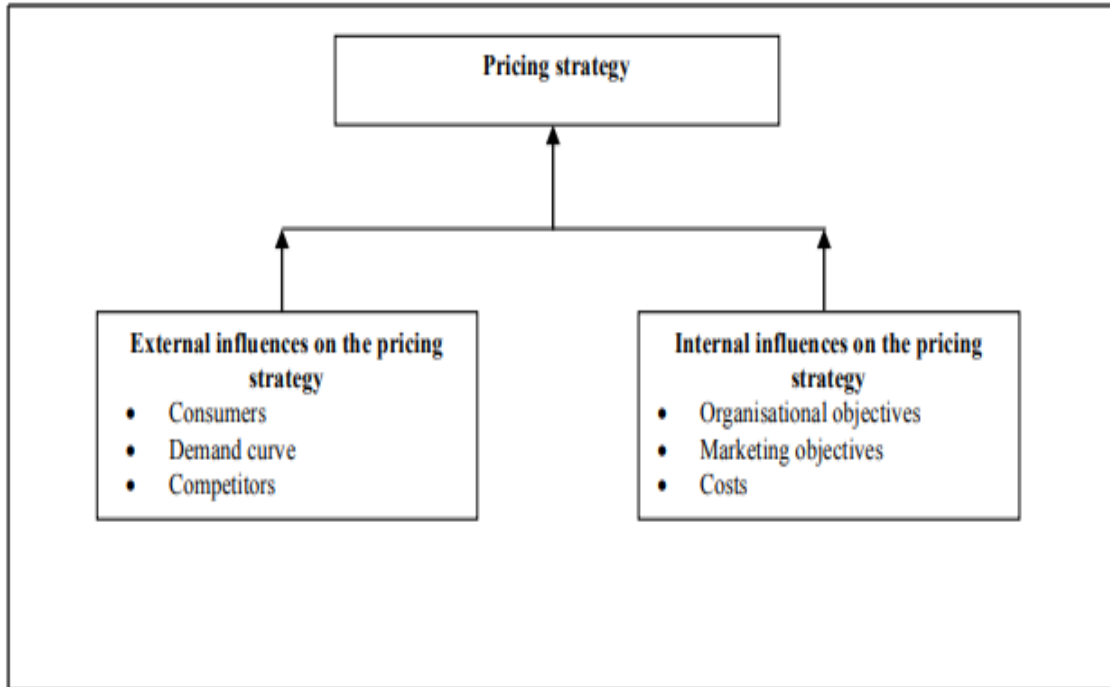 Pricing strategy
External influences on the pricing
strategy
• Consumers
• Demand curve
• Competitors
Internal influences on the pricing
strategy
• Organisational objectives
• Marketing objectives
• Costs